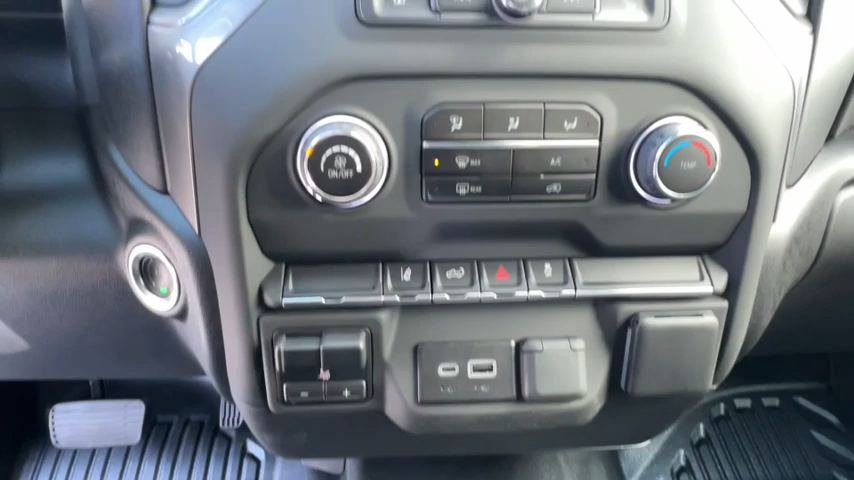 ON/OFF
MAX
A/C
REAR
TEMP
- +